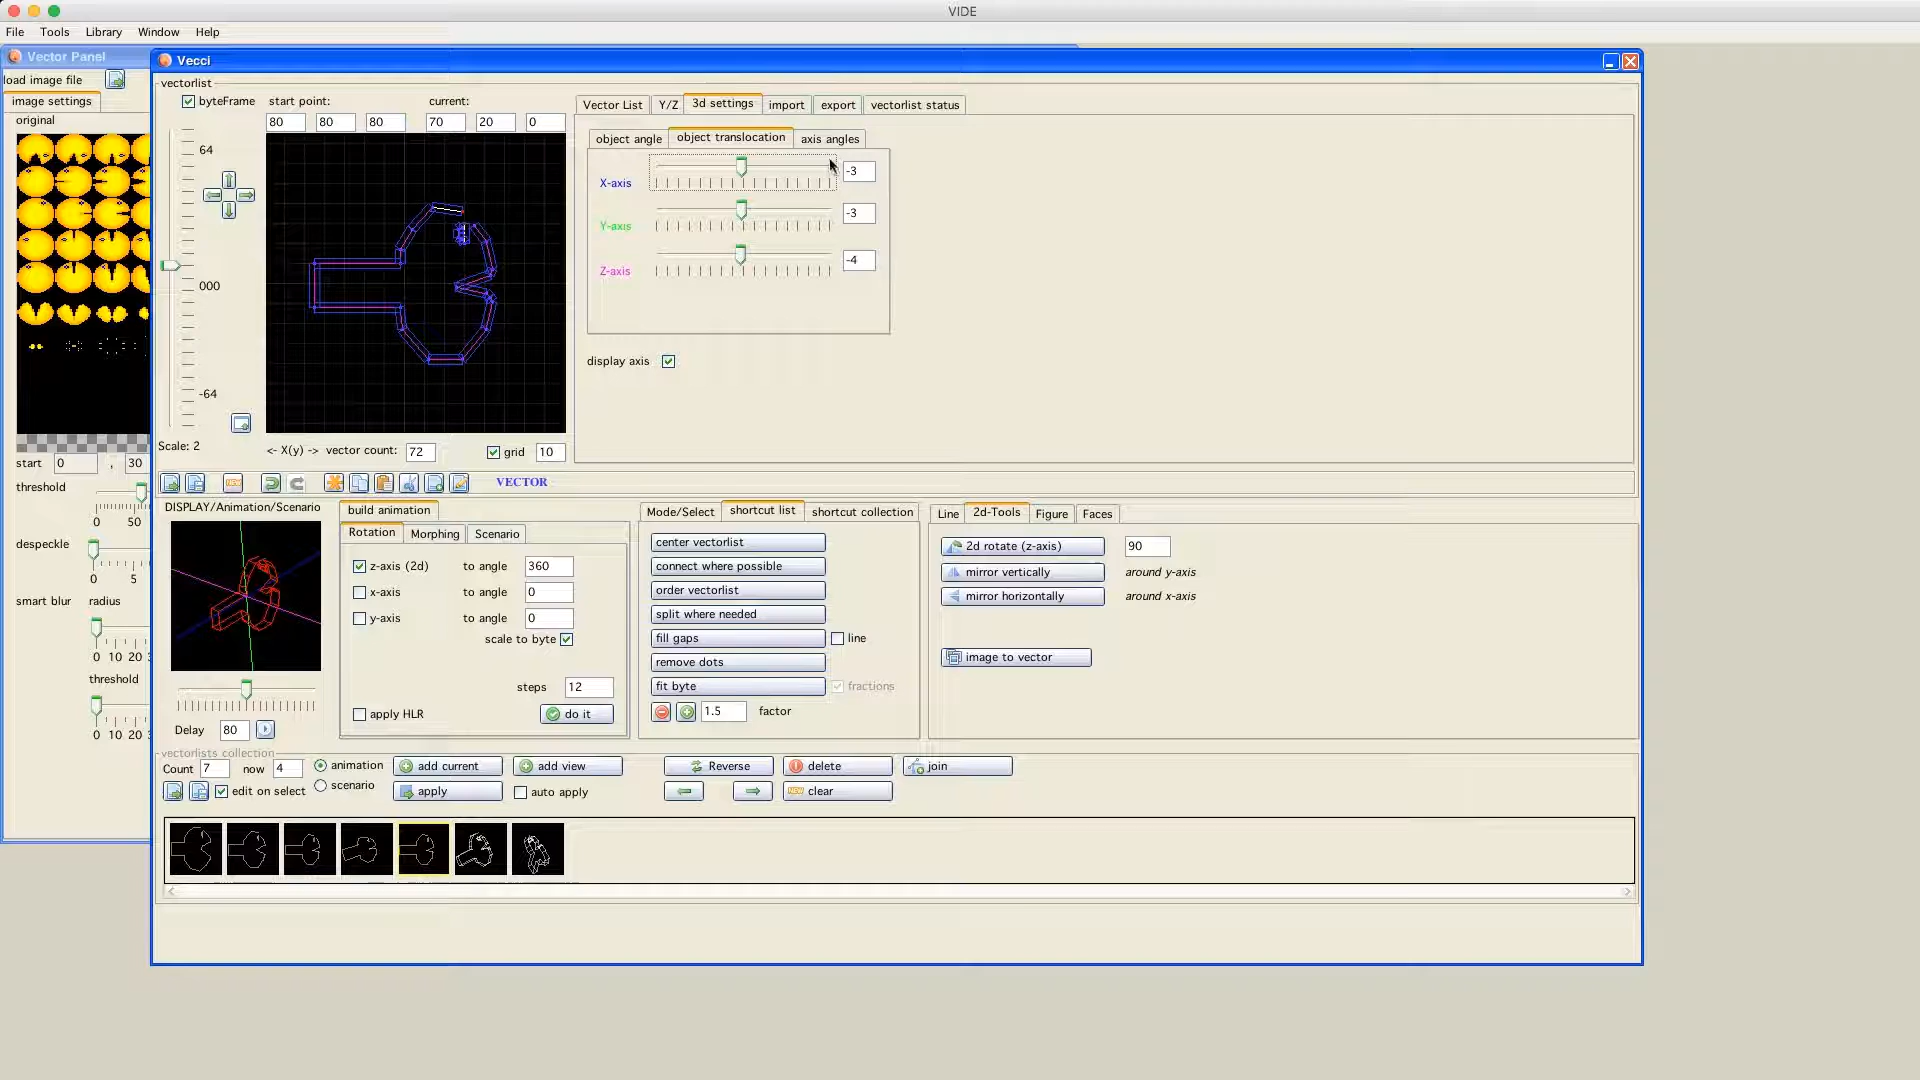 VIDE
File Tools Library Window Help
Vector Panel
Vecci
load image file
image settings
original
start 0 , 30
threshold
0 50
despeckle
0 5
smart blur radius
0 10 20
threshold
0 10 20
vectorlist
byteFrame start point: current:
80 80 80 70 20 0
64
000
-64
Scale: 2
<- X(y) -> vector count: 72 grid 10
Vector List Y/Z 3d settings import export vectorlist status
object angle object translocation axis angles
X-axis -3
Y-axis -3
Z-axis -4
display axis
NEW VECTOR
DISPLAY/Animation/Scenario
Delay 80
build animation
Rotation Morphing Scenario
z-axis (2d) to angle 360
x-axis to angle 0
y-axis to angle 0
scale to byte
steps 12
apply HLR do it
Mode/Select shortcut list shortcut collection
center vectorlist
connect where possible
order vectorlist
split where needed
fill gaps line
remove dots
fit byte fractions
1.5 factor
Line 2d-Tools Figure Faces
2d rotate (z-axis) 90
mirror vertically around y-axis
mirror horizontally around x-axis
image to vector
vectorlists collection
Count 7 now 4 animation add current add view Reverse delete join
edit on select scenario apply auto apply NEW clear